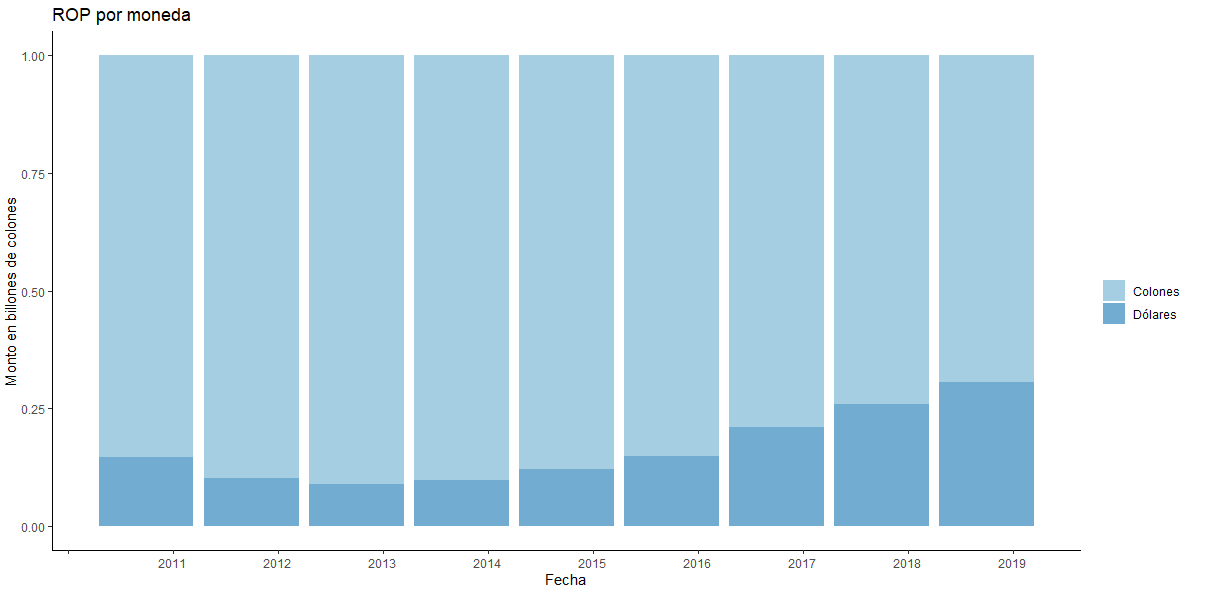 ROP por moneda
Monto en billones de colones
1.00
0.75
0.50
0.25
0.00
2011 2012 2013 2014 2015 2016 2017 2018 2019
Fecha
Colones
Dólares